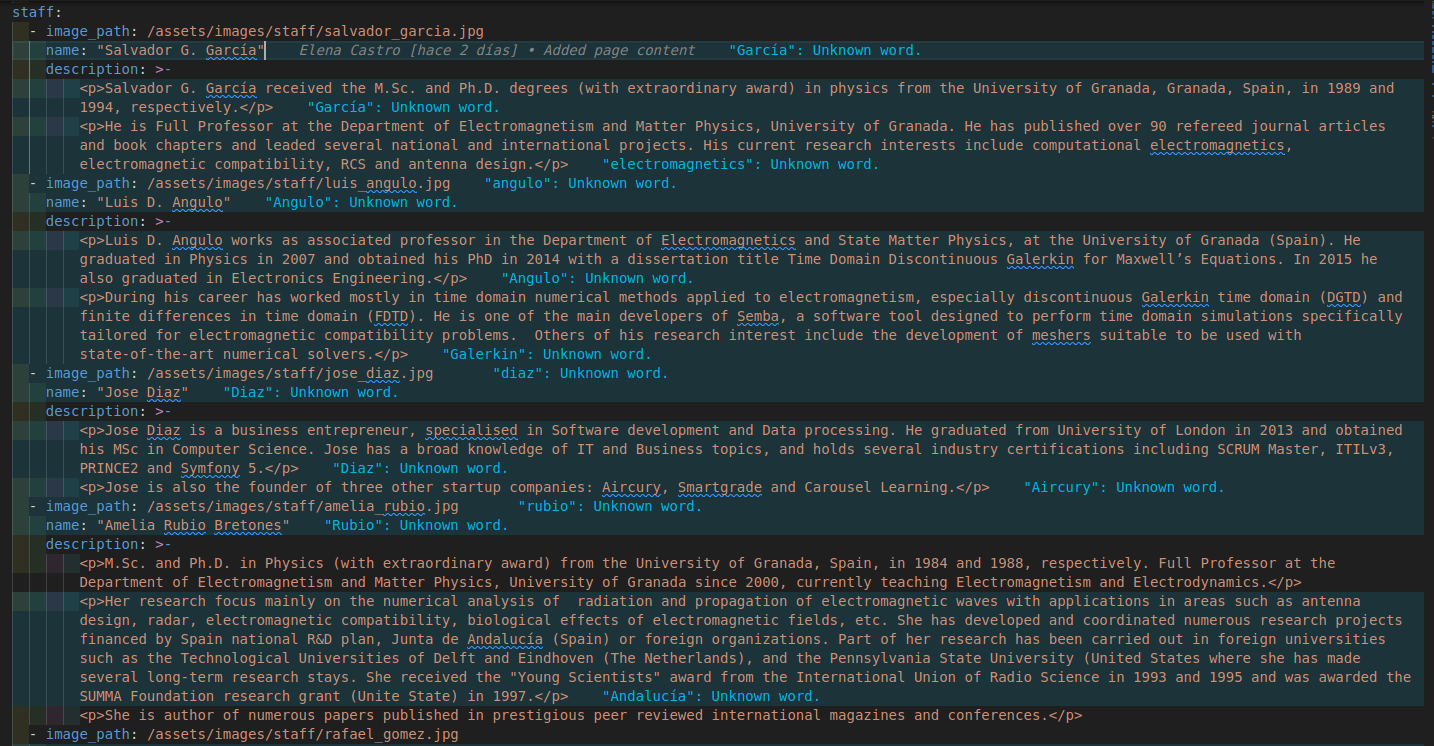 staff:
- image_path: /assets/images/staff/salvador_garcia.jpg
name: "Salvador G. García" Elena Castro [hace 2 días] • Added page content "García": Unknown word.
description: >-
<p>Salvador G. García received the M.Sc. and Ph.D. degrees (with extraordinary award) in physics from the University of Granada, Granada, Spain, in 1989 and
1994, respectively.</p> "García": Unknown word.
<p>He is Full Professor at the Department of Electromagnetism and Matter Physics, University of Granada. He has published over 90 refereed journal articles
and book chapters and leaded several national and international projects. His current research interests include computational electromagnetics,
electromagnetic compatibility, RCS and antenna design.</p> "electromagnetics": Unknown word.
- image_path: /assets/images/staff/luis_angulo.jpg "angulo": Unknown word.
name: "Luis D. Angulo" "Angulo": Unknown word.
description: >-
<p>Luis D. Angulo works as associated professor in the Department of Electromagnetics and State Matter Physics, at the University of Granada (Spain). He
graduated in Physics in 2007 and obtained his PhD in 2014 with a dissertation title Time Domain Discontinuous Galerkin for Maxwell’s Equations. In 2015 he
also graduated in Electronics Engineering.</p> "Angulo": Unknown word.
<p>During his career has worked mostly in time domain numerical methods applied to electromagnetism, especially discontinuous Galerkin time domain (DGTD) and
finite differences in time domain (FDTD). He is one of the main developers of Semba, a software tool designed to perform time domain simulations specifically
tailored for electromagnetic compatibility problems.  Others of his research interest include the development of meshers suitable to be used with
state-of-the-art numerical solvers.</p> "Galerkin": Unknown word.
- image_path: /assets/images/staff/jose_diaz.jpg "diaz": Unknown word.
name: "Jose Diaz" "Diaz": Unknown word.
description: >-
<p>Jose Diaz is a business entrepreneur, specialised in Software development and Data processing. He graduated from University of London in 2013 and obtained
his MSc in Computer Science. Jose has a broad knowledge of IT and Business topics, and holds several industry certifications including SCRUM Master, ITILv3,
PRINCE2 and Symfony 5.</p> "Diaz": Unknown word.
<p>Jose is also the founder of three other startup companies: Aircury, Smartgrade and Carousel Learning.</p> "Aircury": Unknown word.
- image_path: /assets/images/staff/amelia_rubio.jpg "rubio": Unknown word.
name: "Amelia Rubio Bretones" "Rubio": Unknown word.
description: >-
<p>M.Sc. and Ph.D. in Physics (with extraordinary award) from the University of Granada, Spain, in 1984 and 1988, respectively. Full Professor at the
Department of Electromagnetism and Matter Physics, University of Granada since 2000, currently teaching Electromagnetism and Electrodynamics.</p>
<p>Her research focus mainly on the numerical analysis of  radiation and propagation of electromagnetic waves with applications in areas such as antenna
design, radar, electromagnetic compatibility, biological effects of electromagnetic fields, etc. She has developed and coordinated numerous research projects
financed by Spain national R&D plan, Junta de Andalucía (Spain) or foreign organizations. Part of her research has been carried out in foreign universities
such as the Technological Universities of Delft and Eindhoven (The Netherlands), and the Pennsylvania State University (United States where she has made
several long-term research stays. She received the "Young Scientists" award from the International Union of Radio Science in 1993 and 1995 and was awarded the
SUMMA Foundation research grant (Unite State) in 1997.</p> "Andalucía": Unknown word.
<p>She is author of numerous papers published in prestigious peer reviewed international magazines and conferences.</p>
- image_path: /assets/images/staff/rafael_gomez.jpg